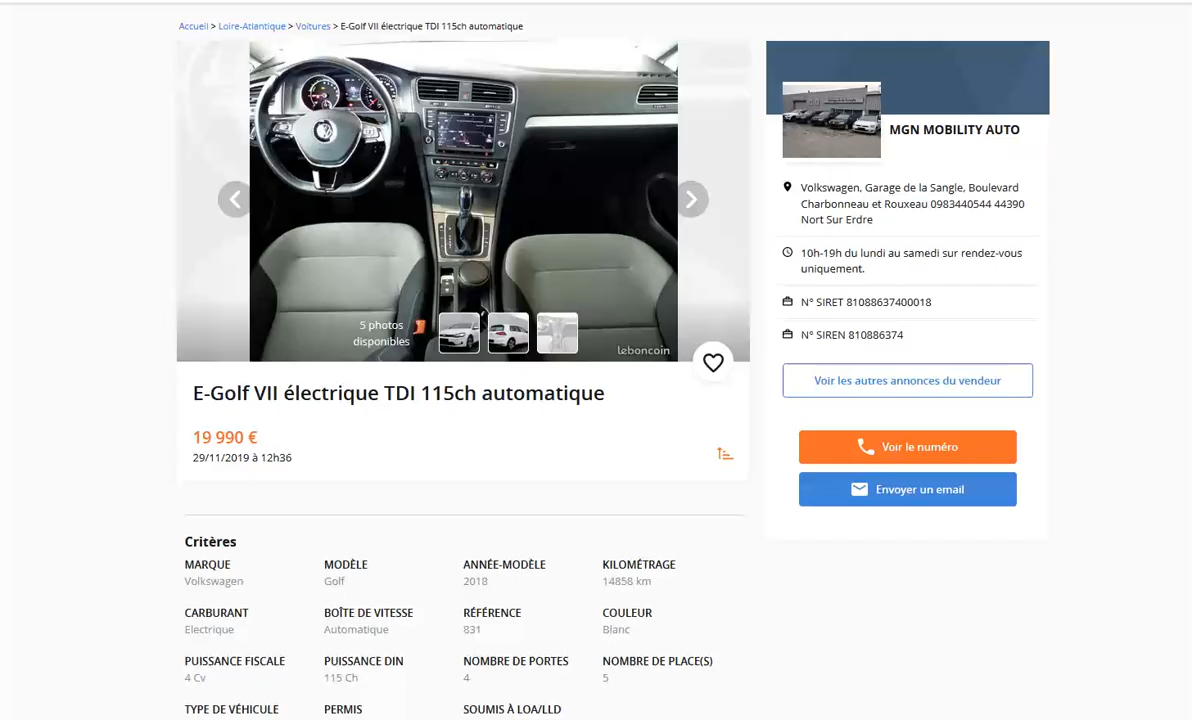 Accueil > Loire-Atlantique > Voitures > E-Golf VII électrique TDI 115ch automatique
5 photos
disponibles
leboncoin
E-Golf VII électrique TDI 115ch automatique
19 990 €
29/11/2019 à 12h36
MGN MOBILITY AUTO
Volkswagen, Garage de la Sangle, Boulevard
Charbonneau et Rouxeau 0983440544 44390
Nort Sur Erdre
10h-19h du lundi au samedi sur rendez-vous
uniquement.
N° SIRET 81088637400018
N° SIREN 810886374
Voir les autres annonces du vendeur
Voir le numéro
Envoyer un email
Critères
MARQUE MODÈLE ANNÉE-MODÈLE KILOMÉTRAGE
Volkswagen Golf 2018 14858 km
CARBURANT BOÎTE DE VITESSE RÉFÉRENCE COULEUR
Electrique Automatique 831 Blanc
PUISSANCE FISCALE PUISSANCE DIN NOMBRE DE PORTES NOMBRE DE PLACE(S)
4 Cv 115 Ch 4 5
TYPE DE VÉHICULE PERMIS SOUMIS À LOA/LLD